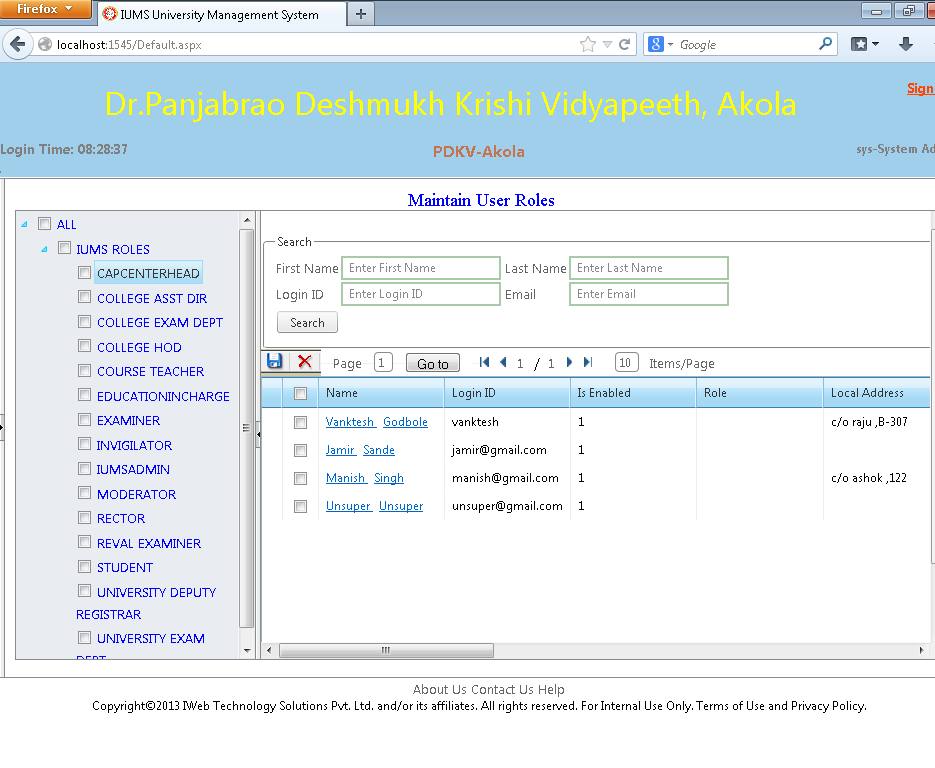 Firefox
IUMS University Management System
localhost:1545/Default.aspx
Google
Sign
Dr.Panjabrao Deshmukh Krishi Vidyapeeth, Akola
Login Time: 08:28:37
PDKV-Akola
sys-System Ad
Maintain User Roles
ALL
IUMS ROLES
CAPCENTERHEAD
COLLEGE ASST DIR
COLLEGE EXAM DEPT
COLLEGE HOD
COURSE TEACHER
EDUCATIONINCHARGE
EXAMINER
INVIGILATOR
IUMSADMIN
MODERATOR
RECTOR
REVAL EXAMINER
STUDENT
UNIVERSITY DEPUTY
REGISTRAR
UNIVERSITY EXAM
DEPT
Search
First Name Enter First Name Last Name Enter Last Name
Login ID Enter Login ID Email Enter Email
Search
Page 1 Go to 1 / 1 10 Items/Page
Name Login ID Is Enabled Role Local Address
Vanktesh Godbole vanktesh 1 c/o raju ,B-307
Jamir Sande jamir@gmail.com 1
Manish Singh manish@gmail.com 1 c/o ashok ,122
Unsuper Unsuper unsuper@gmail.com 1
About Us Contact Us Help
Copyright©2013 IWeb Technology Solutions Pvt. Ltd. and/or its affiliates. All rights reserved. For Internal Use Only. Terms of Use and Privacy Policy.